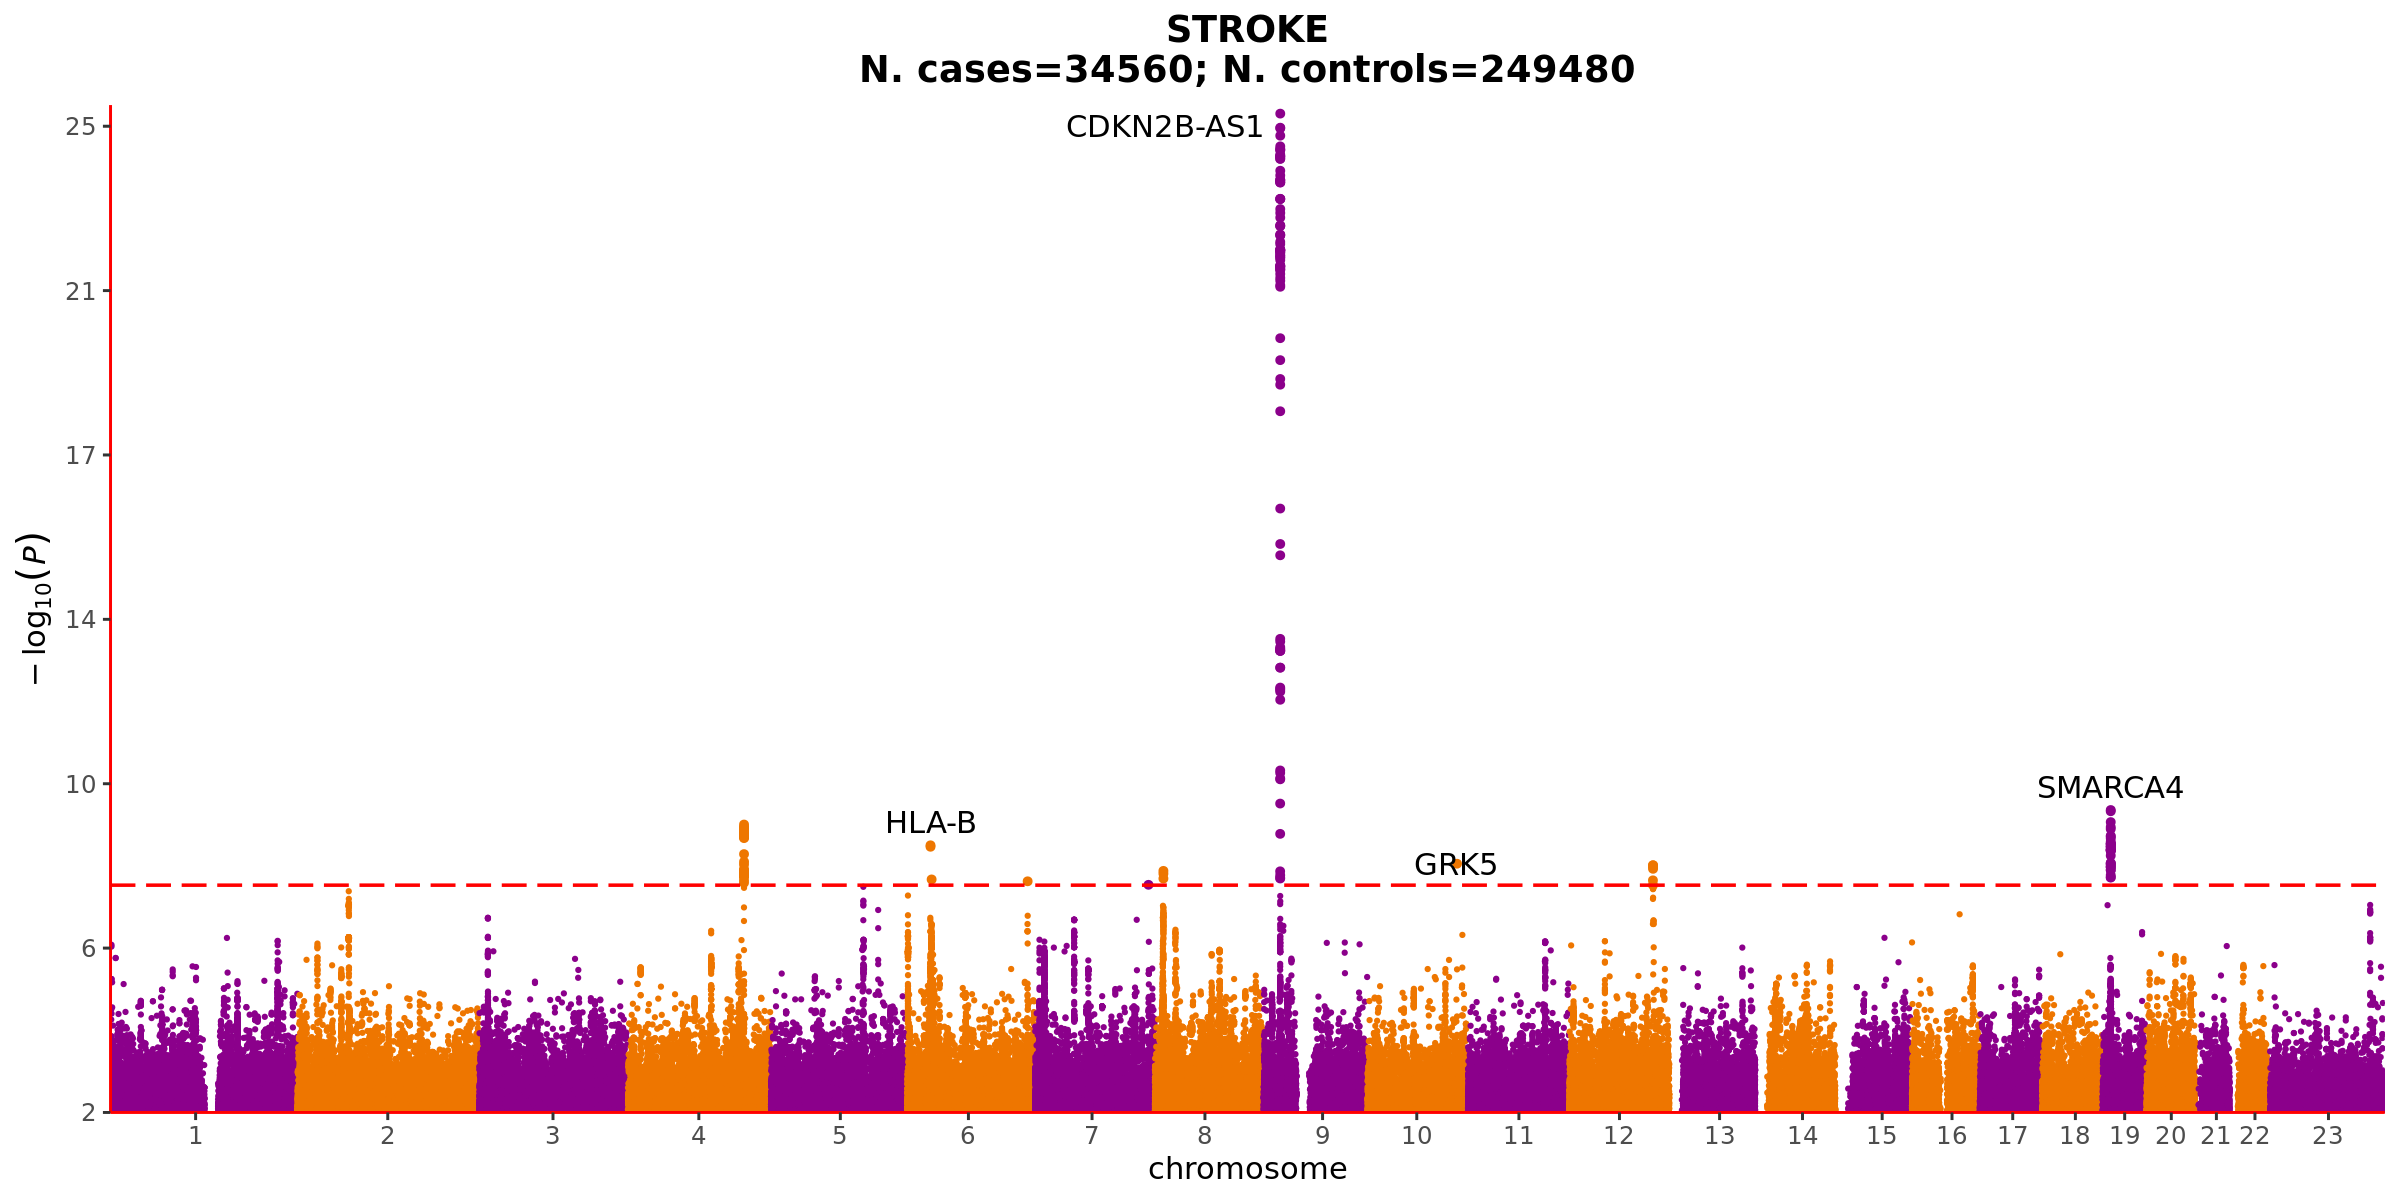 STROKE
N. cases=34560; N. controls=249480
25
CDKN2B-AS1
21
17
14
10
6
2
−log10(P)
HLA-B
GRK5
SMARCA4
1 2 3 4 5 6 7 8 9 10 11 12 13 14 15 16 17 18 19 20 21 22 23
chromosome